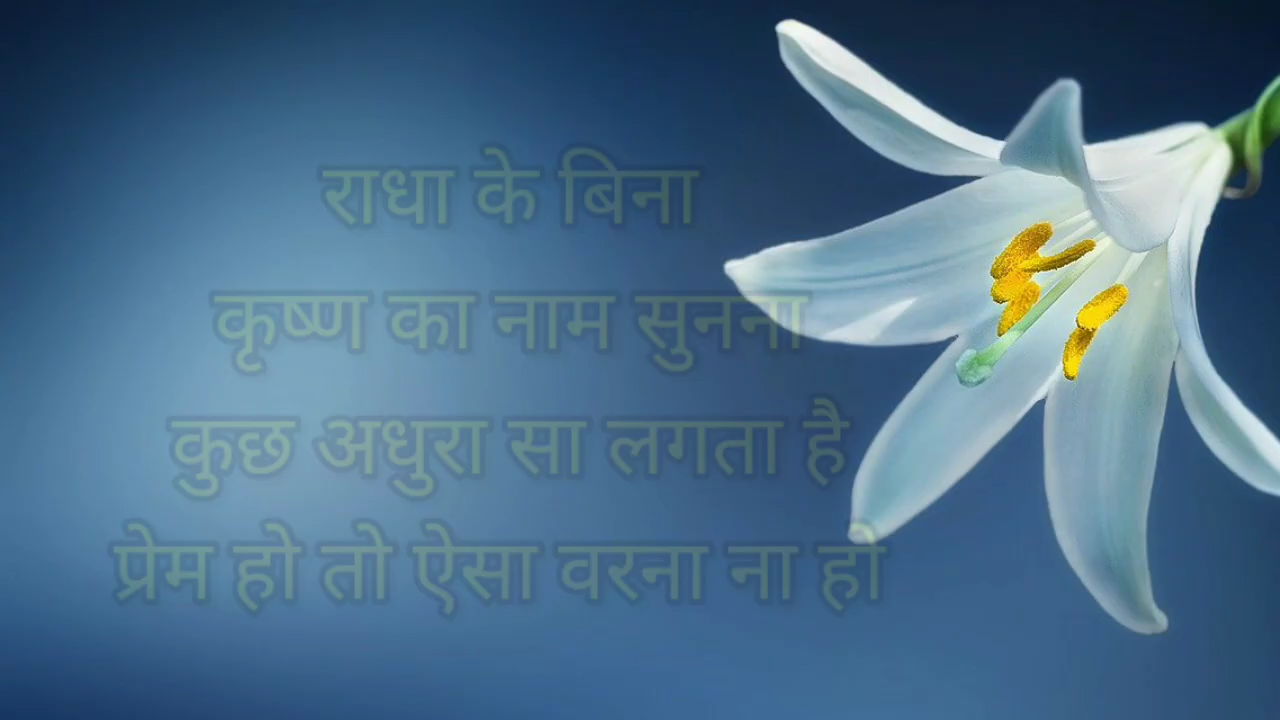 राधा के बिना
कृष्ण का नाम सुनना
कुछ अधुरा सा लगता है
प्रेम हो तो ऐसा वरना ना हाे